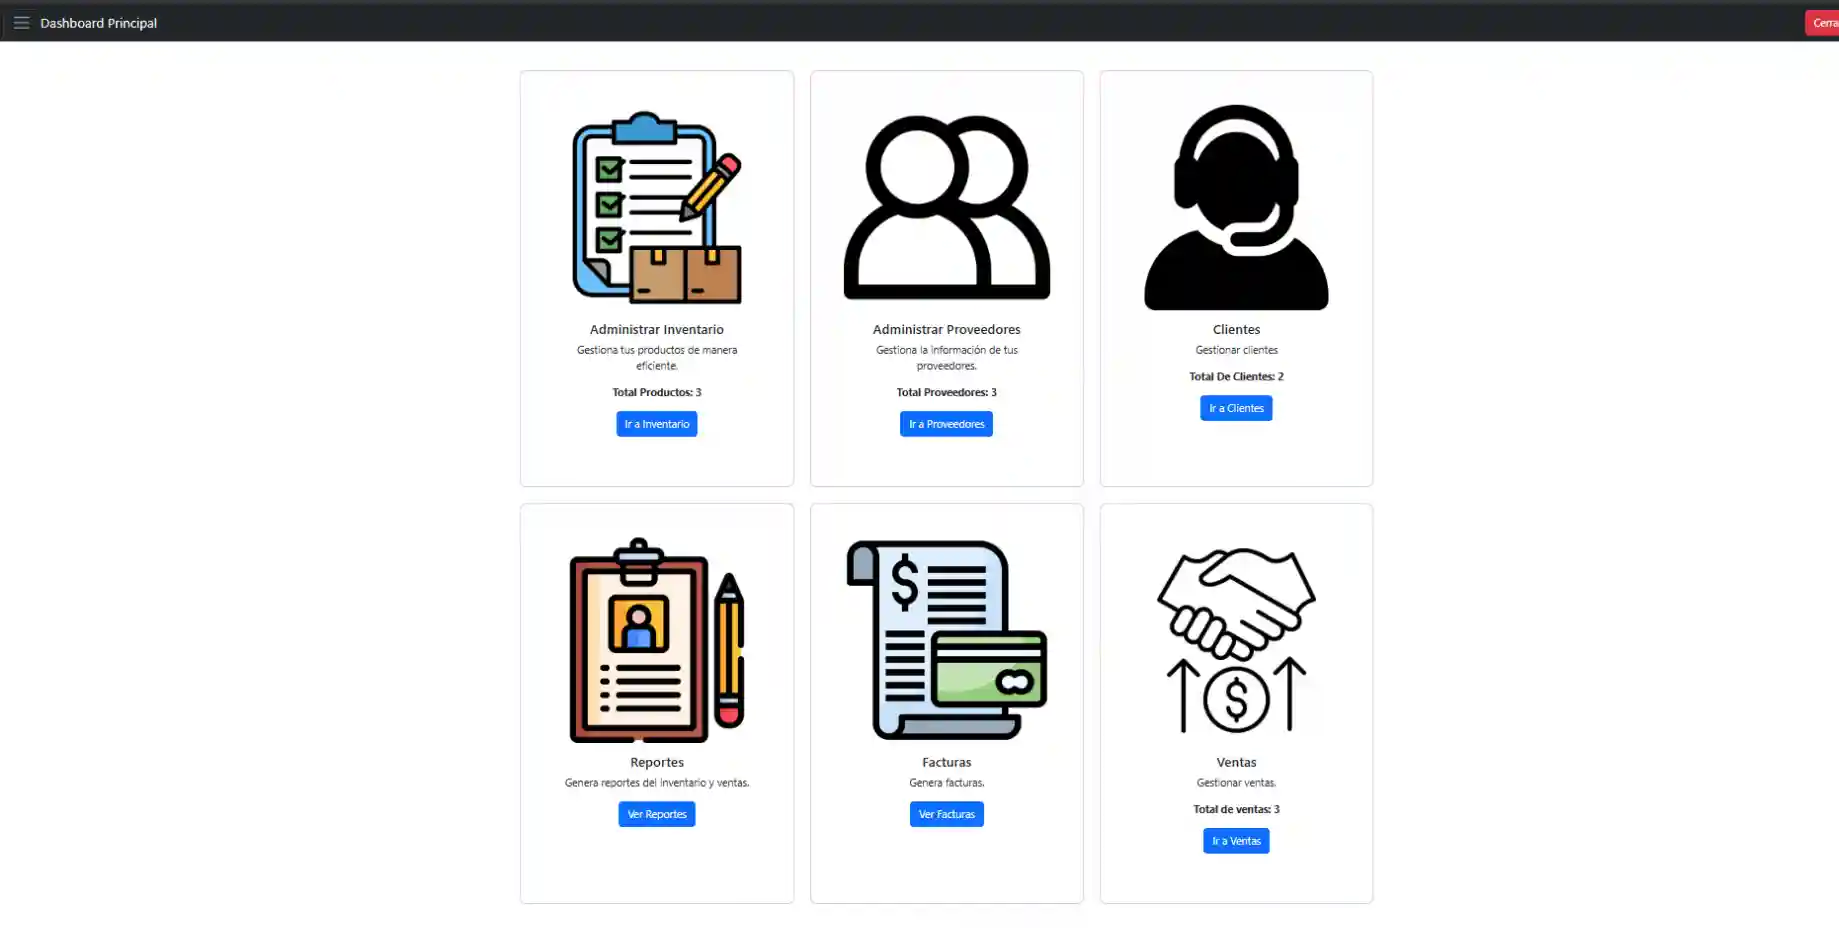 Dashboard Principal
Cerra
Administrar Inventario
Gestiona tus productos de manera
eficiente.
Total Productos: 3
Ir a Inventario
Administrar Proveedores
Gestiona la información de tus
proveedores.
Total Proveedores: 3
Ir a Proveedores
Clientes
Gestionar clientes
Total De Clientes: 2
Ir a Clientes
$
Reportes
Genera reportes del inventario y ventas.
Ver Reportes
Facturas
Genera facturas.
Ver Facturas
$
Ventas
Gestionar ventas.
Total de ventas: 3
Ir a Ventas